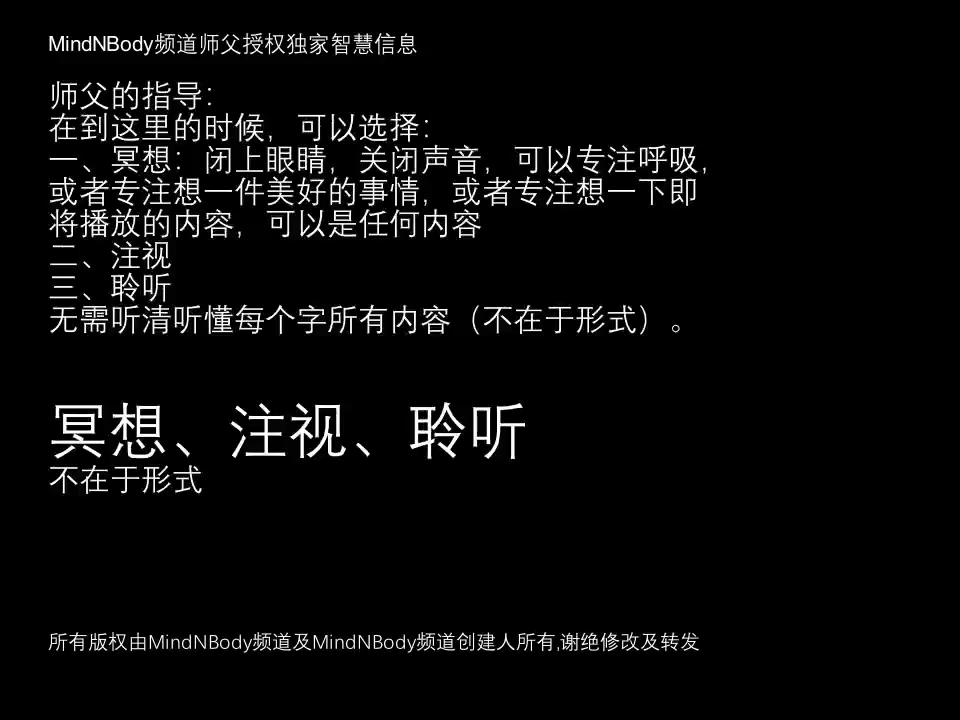 MindNBody频道师父授权独家智慧信息
师父的指导：
在到这里的时候，可以选择：
一、冥想：闭上眼睛，关闭声音，可以专注呼吸，
或者专注想一件美好的事情，或者专注想一下即
将播放的内容，可以是任何内容
二、注视
三、聆听
无需听清听懂每个字所有内容（不在于形式）。
冥想、注视、聆听
不在于形式
所有版权由MindNBody频道及MindNBody频道创建人所有,谢绝修改及转发